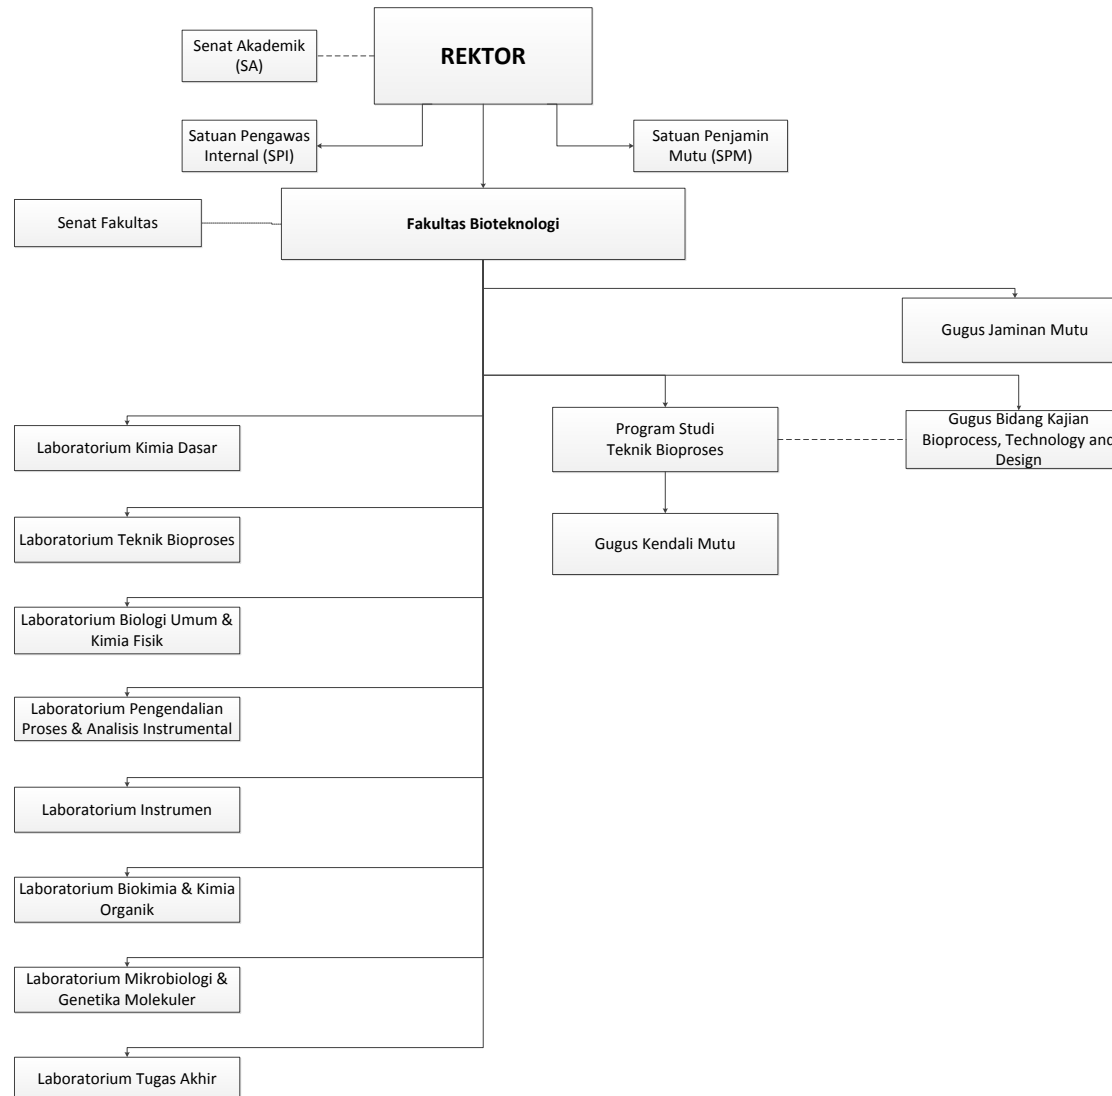 Senat Akademik
(SA)
REKTOR
Satuan Pengawas
Internal (SPI)
Satuan Penjamin
Mutu (SPM)
Senat Fakultas
Fakultas Bioteknologi
Gugus Jaminan Mutu
Program Studi
Teknik Bioproses
Gugus Bidang Kajian
Bioprocess, Technology and
Design
Gugus Kendali Mutu
Laboratorium Kimia Dasar
Laboratorium Teknik Bioproses
Laboratorium Biologi Umum &
Kimia Fisik
Laboratorium Pengendalian
Proses & Analisis Instrumental
Laboratorium Instrumen
Laboratorium Biokimia & Kimia
Organik
Laboratorium Mikrobiologi &
Genetika Molekuler
Laboratorium Tugas Akhir